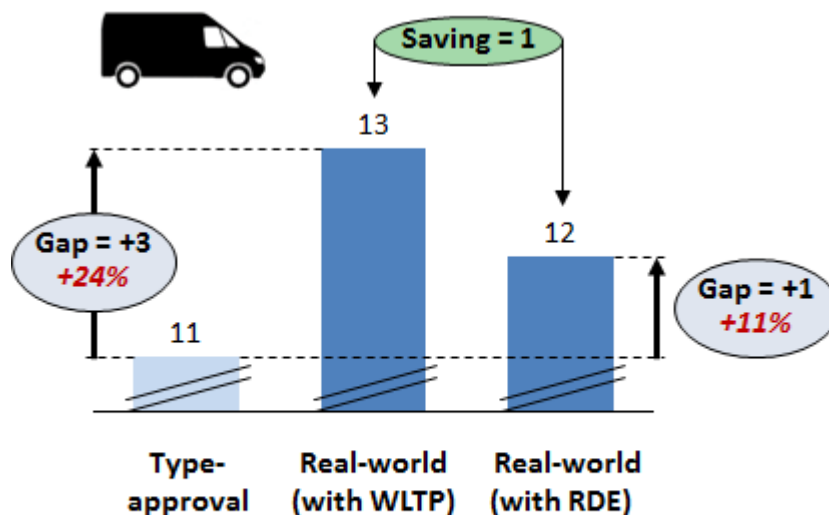 Saving = 1
13
Gap = +3
+24%
12
Gap = +1
+11%
11
Type-
approval
Real-world
(with WLTP)
Real-world
(with RDE)